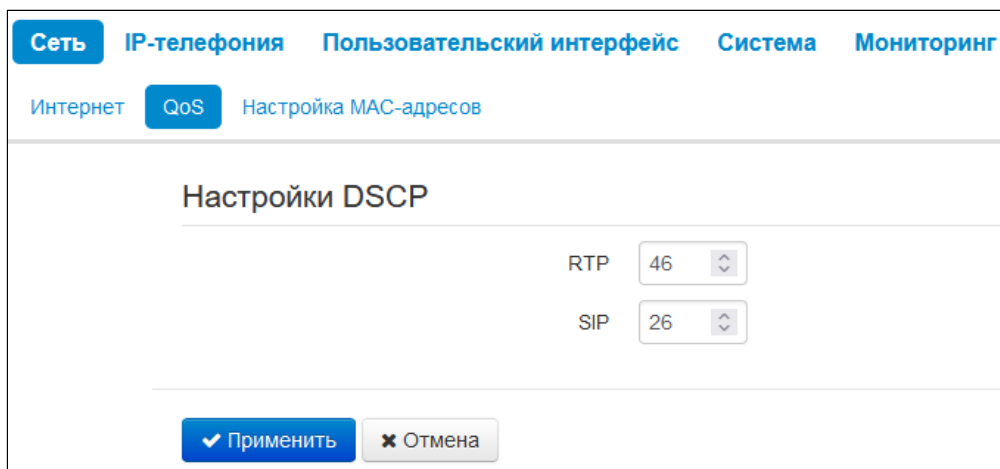 Сеть IP-телефония Пользовательский интерфейс Система Мониторинг
Интернет QoS Настройка MAC-адресов
Настройки DSCP
RTP 46
SIP 26
Применить Отмена